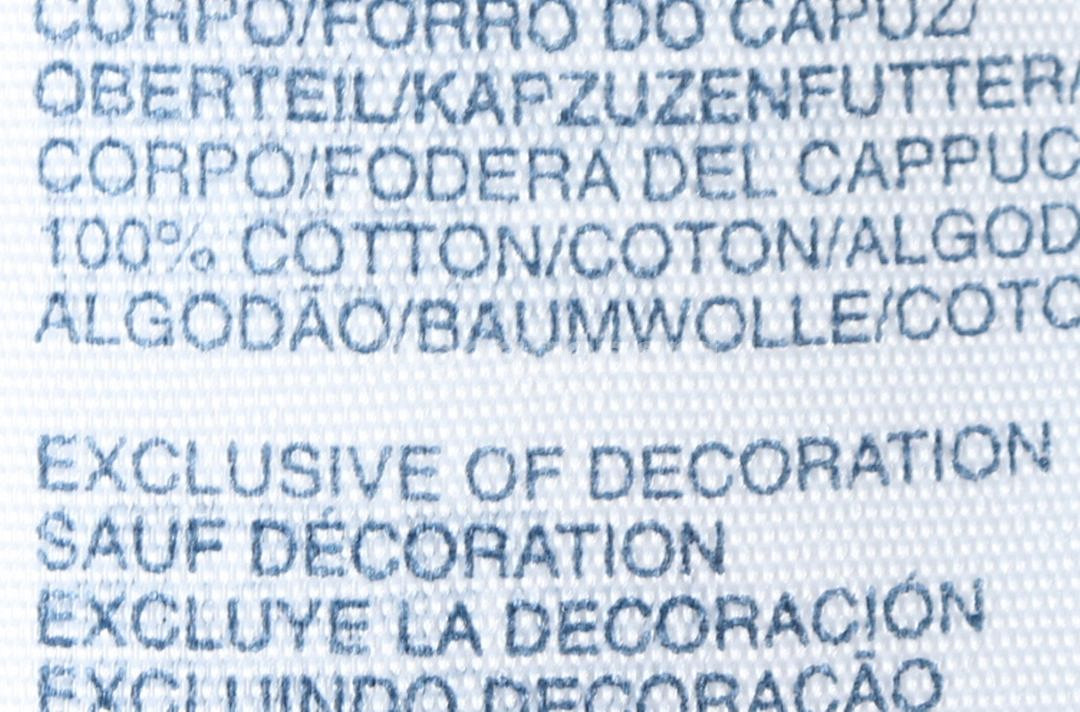 CORPO/FORRO DO CAPUZ/
OBERTEIL/KAPZUZENFUTTER/
CORPO/FODERA DEL CAPPUC
100% COTTON/COTON/ALGOD
ALGODÃO/BAUMWOLLE/COTO
EXCLUSIVE OF DECORATION
SAUF DÉCORATION
EXCLUYE LA DECORACIÓN
EXCLUINDO DECORAÇÃO